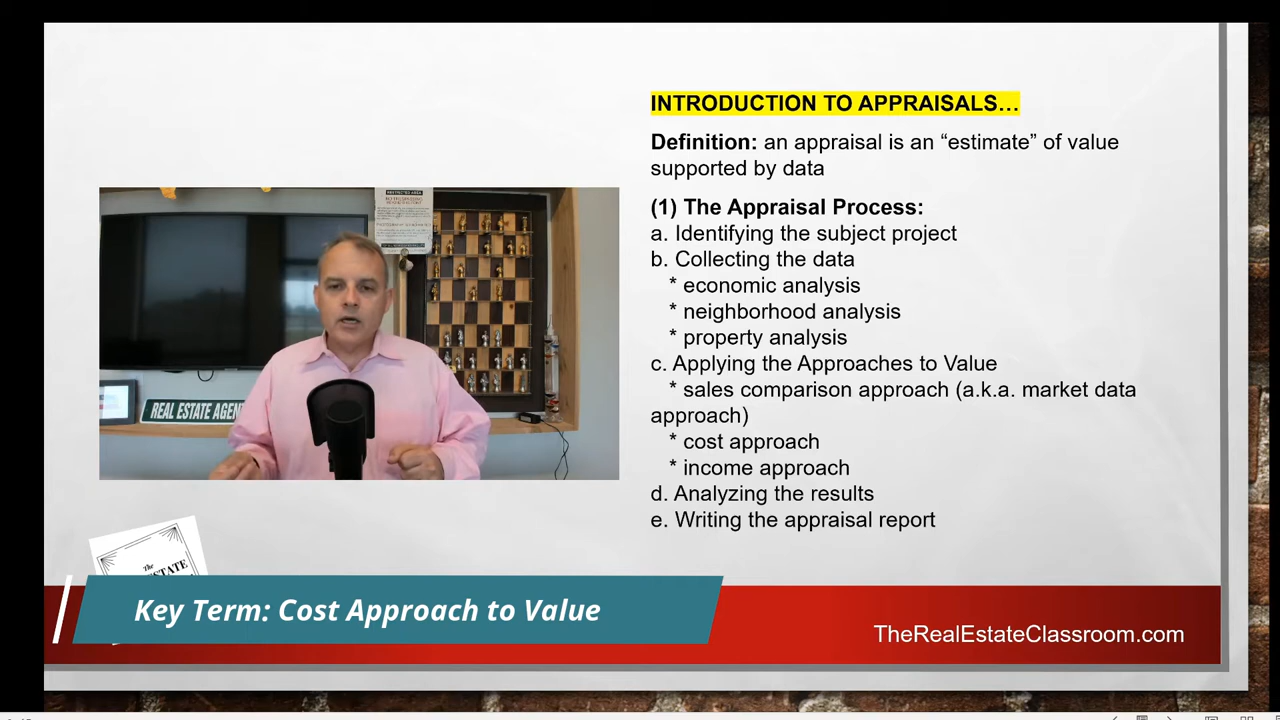 INTRODUCTION TO APPRAISALS…
Definition: an appraisal is an “estimate” of value
supported by data
(1) The Appraisal Process:
a. Identifying the subject project
b. Collecting the data
* economic analysis
* neighborhood analysis
* property analysis
c. Applying the Approaches to Value
* sales comparison approach (a.k.a. market data
approach)
* cost approach
* income approach
d. Analyzing the results
e. Writing the appraisal report
RESTRICTED AREA
REAL ESTATE AGEN
The
Key Term: Cost Approach to Value
TheRealEstateClassroom.com